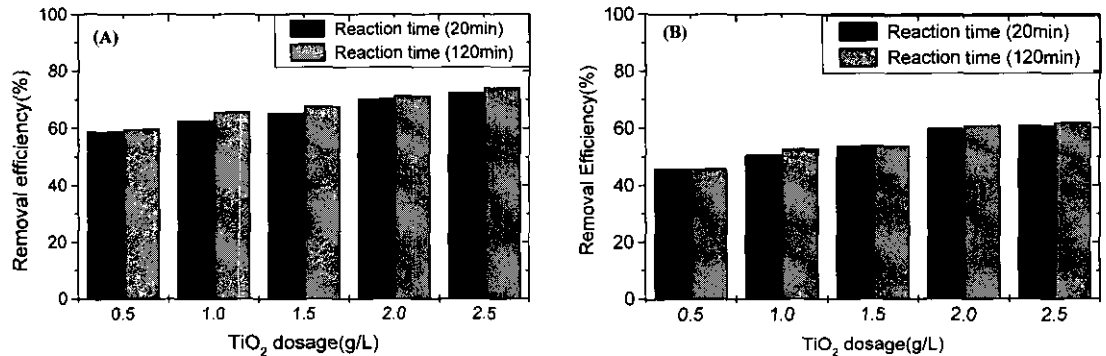 (A)
Reaction time (20min)
Reaction time (120min)
Removal efficiency(%)
100
80
60
40
20
0
0.5 1.0 1.5 2.0 2.5
TiO₂ dosage(g/L)
(B)
Reaction time (20min)
Reaction time (120min)
Removal Efficiency(%)
100
80
60
40
20
0
0.5 1.0 1.5 2.0 2.5
TiO₂ dosage(g/L)